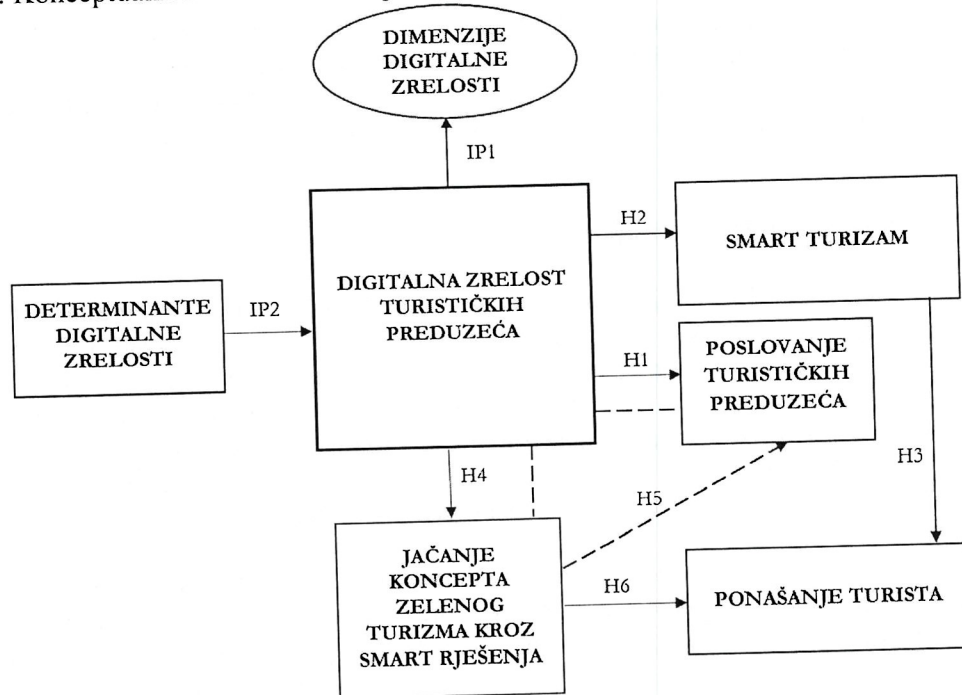 DIMENZIJE
DIGITALNE
ZRELOSTI
IP1
H2
SMART TURIZAM
DIGITALNA ZRELOST
TURISTIČKIH
PREDUZEĆA
DETERMINANTE
DIGITALNE
ZRELOSTI
IP2
H1
POSLOVANJE
TURISTIČKIH
PREDUZEĆA
H4
H5
H3
JAČANJE
KONCEPTA
ZELENOG
TURIZMA KROZ
SMART RJEŠENJA
H6
PONAŠANJE TURISTA